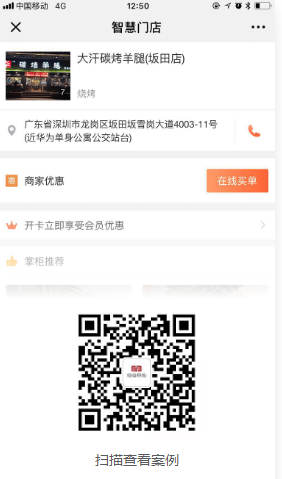 中国移动 4G 12:50
智慧门店
大汗碳烤羊腿(坂田店)
7
烧烤
广东省深圳市龙岗区坂田坂雪岗大道4003-11号
(近华为单身公寓公交站台)
惠 商家优惠 在线买单
开卡立即享受会员优惠
掌柜推荐
扫描查看案例